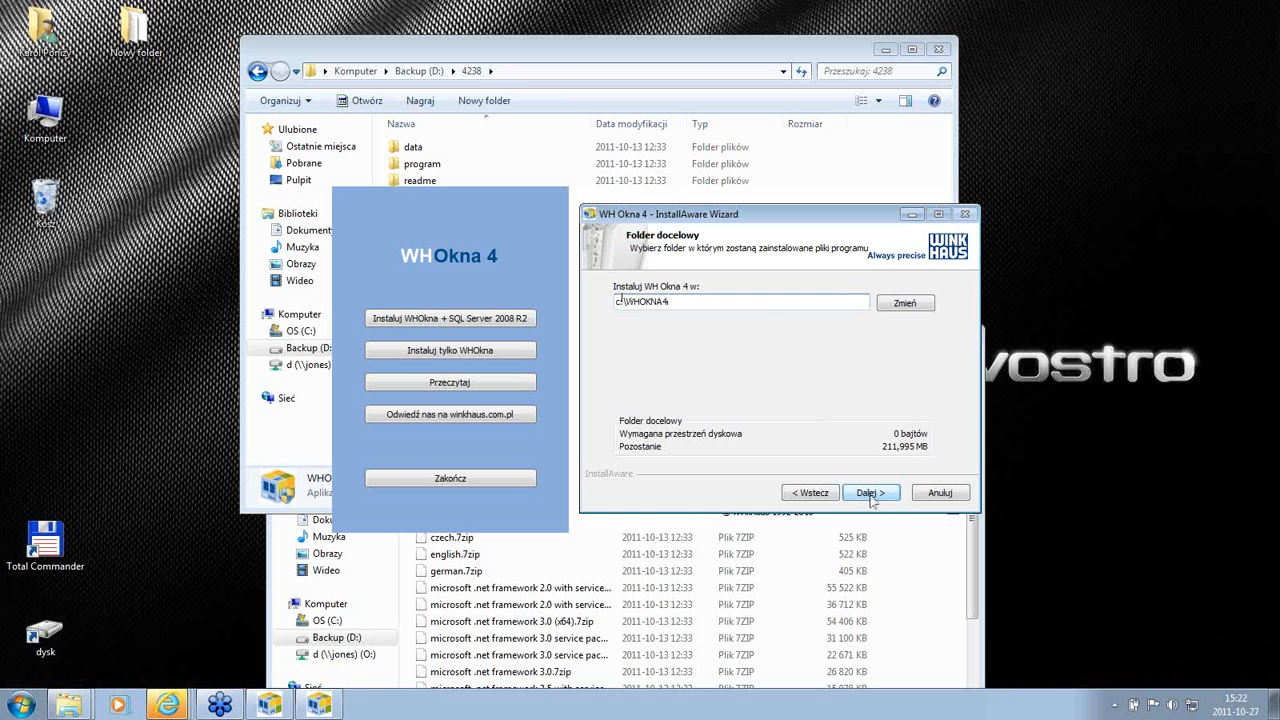 Karol Pontzy
Nowy folder
Komputer
Kosz
Total Commander
dysk
Komputer
Backup (D:)
4238
Przeszukaj: 4238
Organizuj
Otwórz
Nagraj
Nowy folder
Nazwa
Data modyfikacji
Typ
Rozmiar
Ulubione
Ostatnie miejsca
Pobrane
Pulpit
Biblioteki
Dokument
Muzyka
Obrazy
Wideo
Komputer
OS (C:)
Backup (D:
d (\\jones)
Sieć
data 2011-10-13 12:33 Folder plików
program 2011-10-13 12:33 Folder plików
readme 2011-10-13 12:33 Folder plików
WHO
Aplika
WHOkna 4
Instaluj WHOkna + SQL Server 2008 R2
Instaluj tylko WHOkna
Przeczytaj
Odwiedź nas na winkhaus.com.pl
Zakończ
WH Okna 4 - InstallAware Wizard
Folder docelowy
Wybierz folder w którym zostaną zainstalowane pliki programu
Always precise
WINK
HAUS
Instaluj WH Okna 4 w:
c:\WHOKNA4\
Zmień
Folder docelowy
Wymagana przestrzeń dyskowa 0 bajtów
Pozostanie 211,995 MB
InstallAware
< Wstecz
Dalej >
Anuluj
vostro
Doku
Muzyka
Obrazy
Wideo
Komputer
OS (C:)
Backup (D:)
d (\\jones) (O:)
Sieć
czech.7zip 2011-10-13 12:33 Plik 7ZIP 525 KB
english.7zip 2011-10-13 12:33 Plik 7ZIP 522 KB
german.7zip 2011-10-13 12:33 Plik 7ZIP 405 KB
microsoft .net framework 2.0 with service... 2011-10-13 12:33 Plik 7ZIP 55 522 KB
microsoft .net framework 2.0 with service... 2011-10-13 12:33 Plik 7ZIP 36 712 KB
microsoft .net framework 3.0 (x64).7zip 2011-10-13 12:33 Plik 7ZIP 54 406 KB
microsoft .net framework 3.0 service pac... 2011-10-13 12:33 Plik 7ZIP 31 100 KB
microsoft .net framework 3.0 service pac... 2011-10-13 12:33 Plik 7ZIP 22 671 KB
microsoft .net framework 3.0.7zip 2011-10-13 12:33 Plik 7ZIP 26 820 KB
15:22
2011-10-27